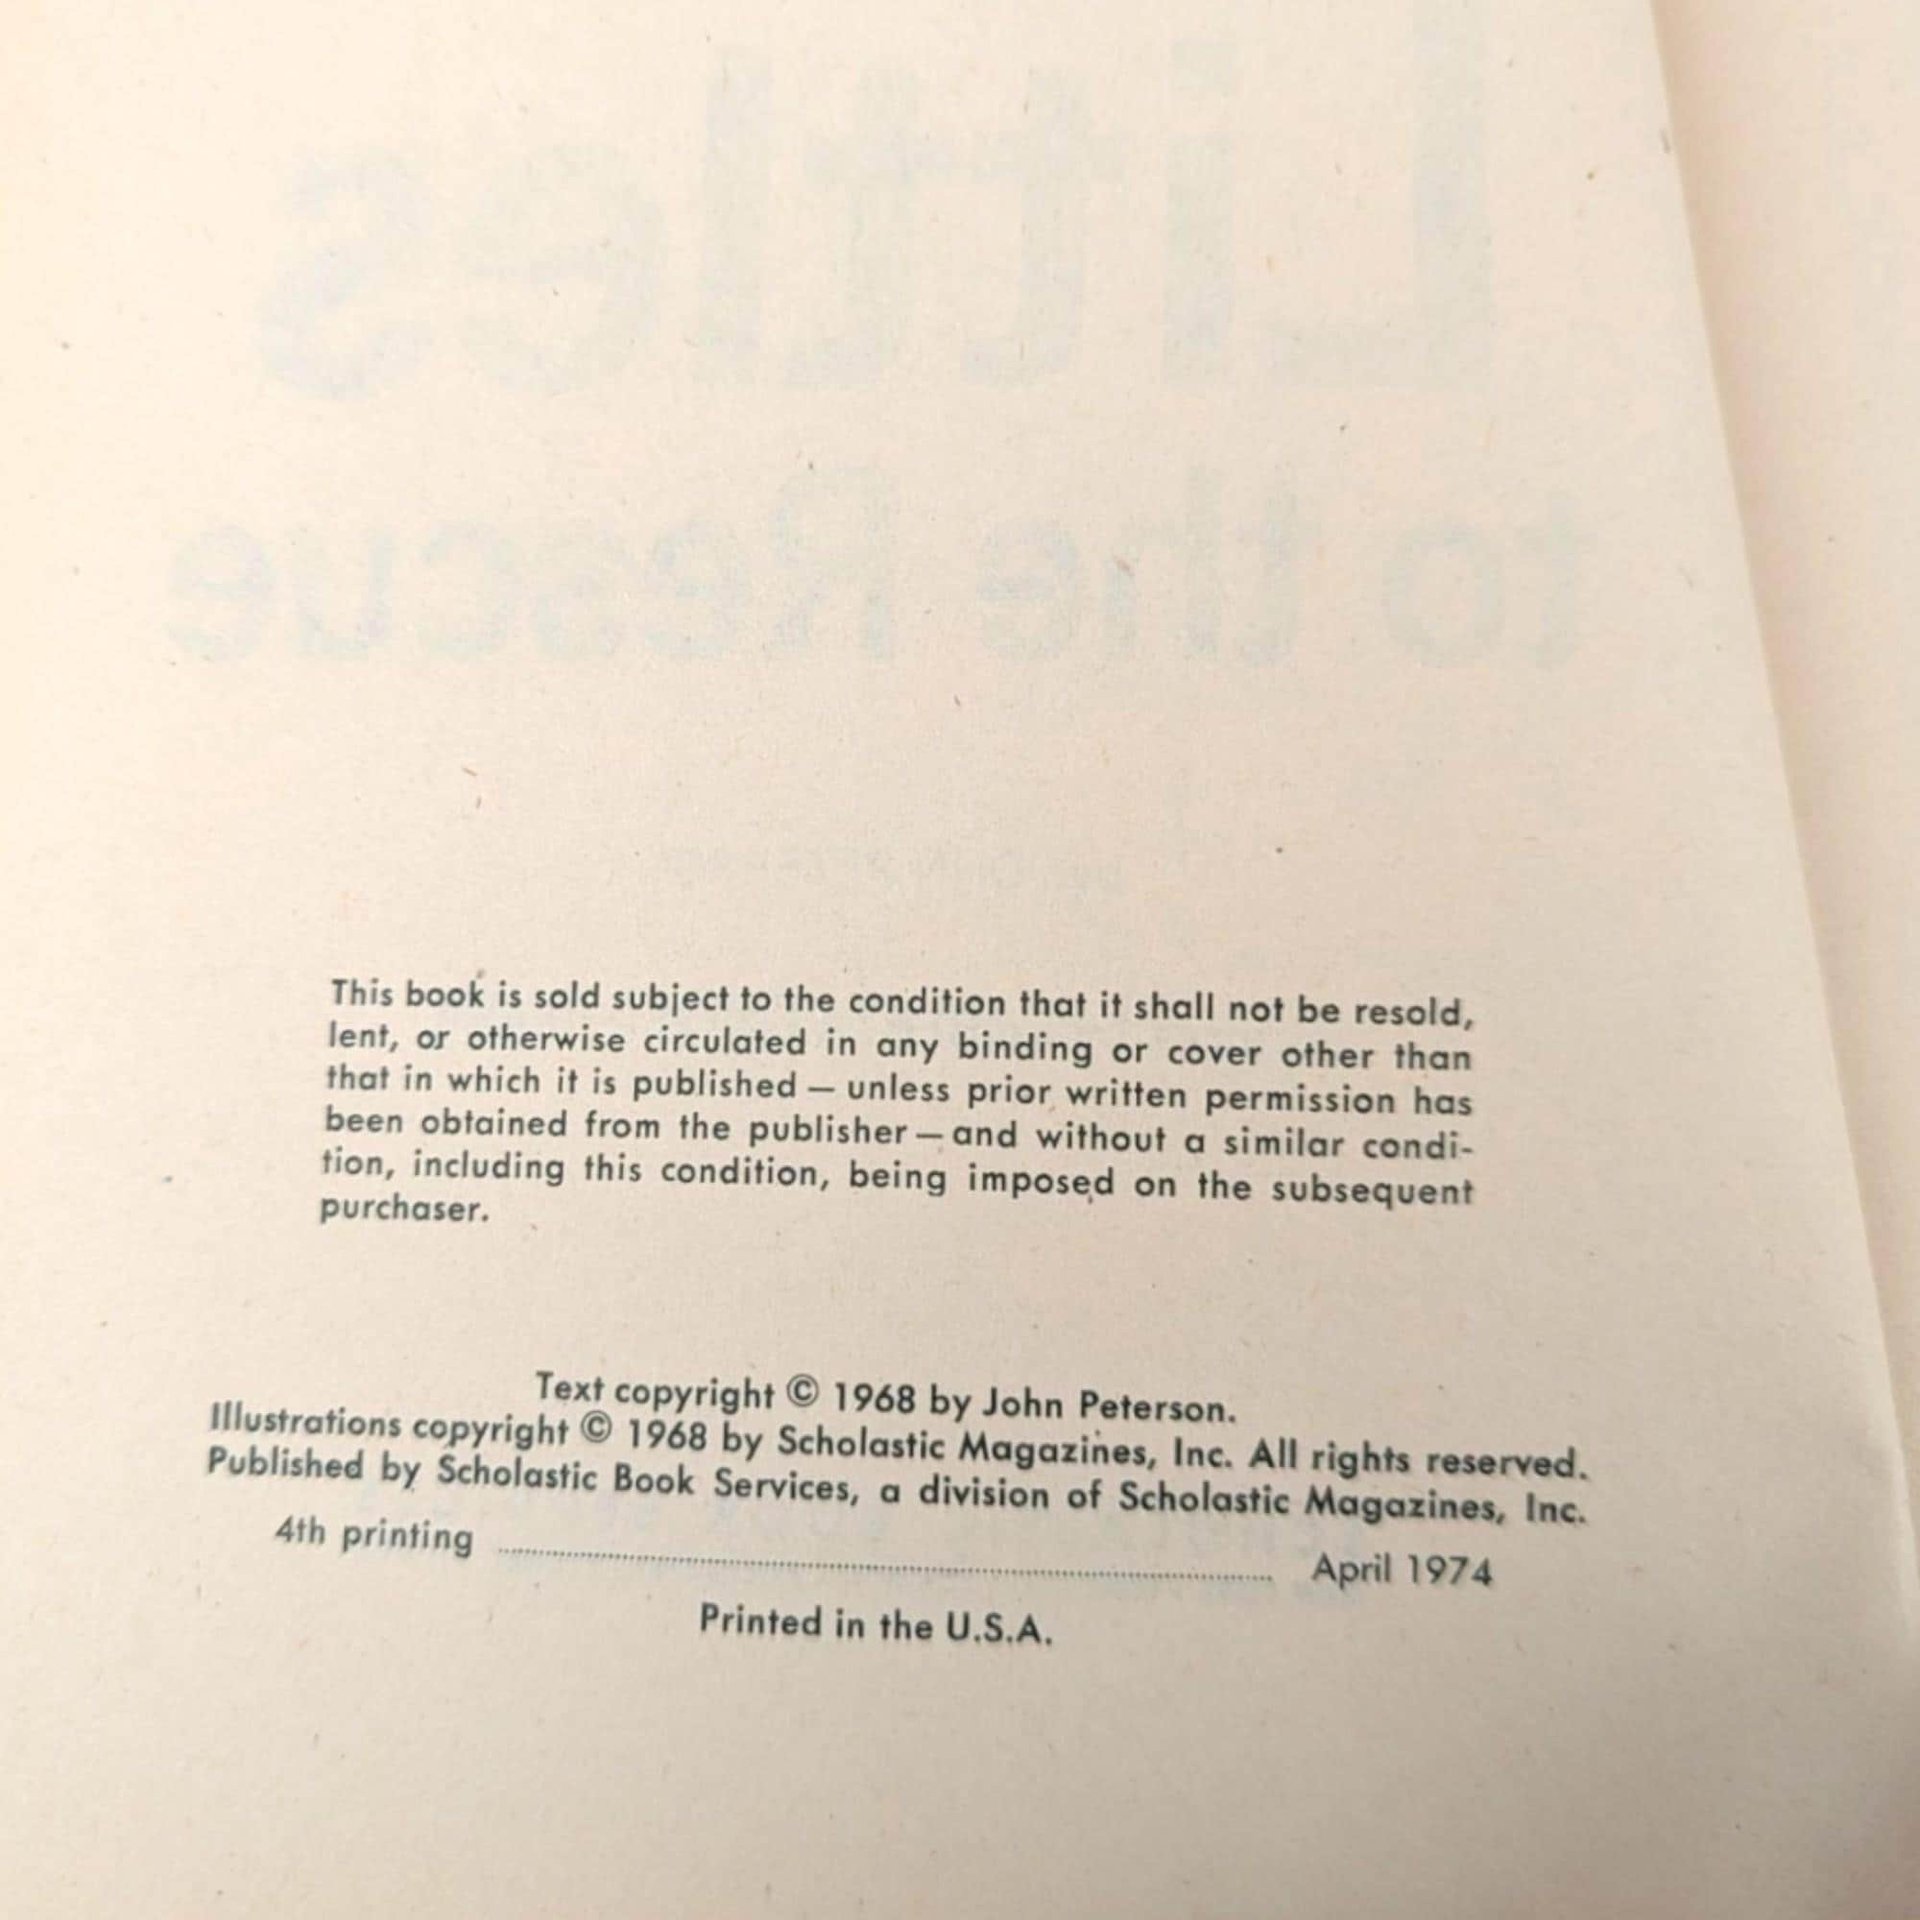 Littles
to the Rescue
This book is sold subject to the condition that it shall not be resold,
lent, or otherwise circulated in any binding or cover other than
that in which it is published — unless prior written permission has
been obtained from the publisher — and without a similar condi-
tion, including this condition, being imposed on the subsequent
purchaser.
Text copyright © 1968 by John Peterson.
Illustrations copyright © 1968 by Scholastic Magazines, Inc. All rights reserved.
Published by Scholastic Book Services, a division of Scholastic Magazines, Inc.
4th printing ........................................ April 1974
Printed in the U.S.A.